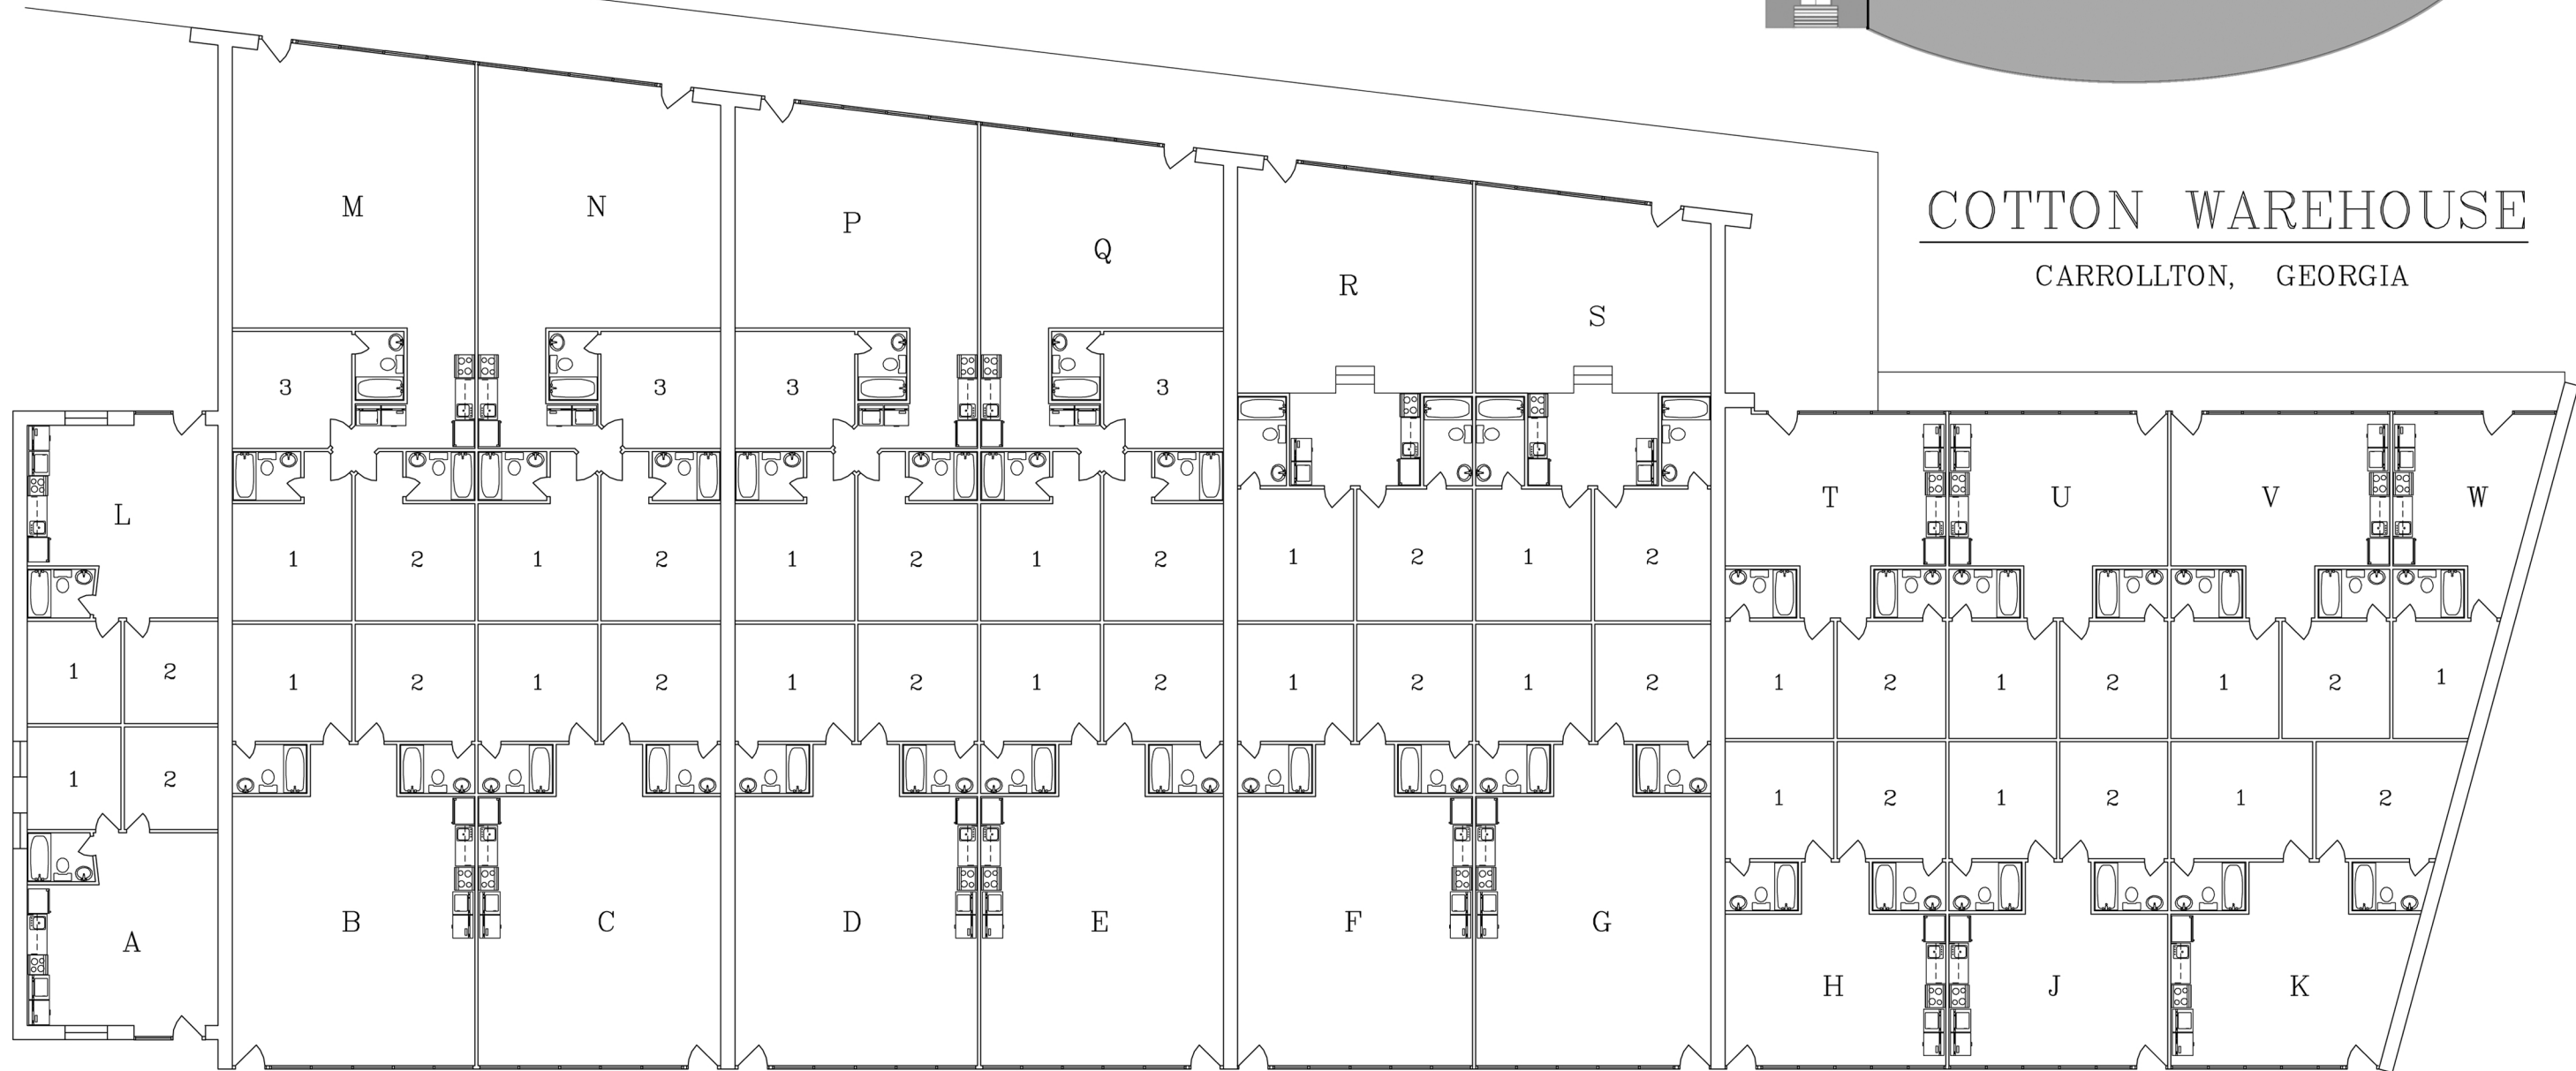 COTTON WAREHOUSE
CARROLLTON, GEORGIA
M N P Q R S
3 3 3 3
L T U V W
1 2 1 2 1 2 1 2 1 2 1 2
1 2 1 2 1 2 1 2 1 2 1 2 1 2 1 2 1 2 1 2 1
1 2 1 2 1 2 1 2
A B C D E F G
H J K